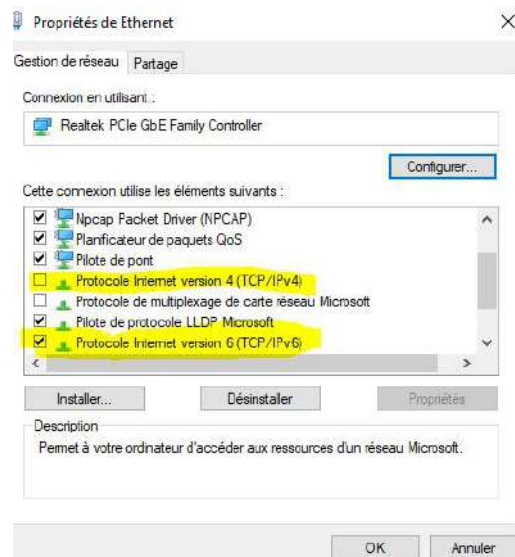 Propriétés de Ethernet
Gestion de réseau Partage
Connexion en utilisant :
Realtek PCIe GbE Family Controller
Configurer...
Cette connexion utilise les éléments suivants :
Npcap Packet Driver (NPCAP)
Planificateur de paquets QoS
Pilote de pont
Protocole Internet version 4 (TCP/IPv4)
Protocole de multiplexage de carte réseau Microsoft
Pilote de protocole LLDP Microsoft
Protocole Internet version 6 (TCP/IPv6)
Installer... Désinstaller Propriétés
Description
Permet à votre ordinateur d'accéder aux ressources d'un réseau Microsoft.
OK Annuler